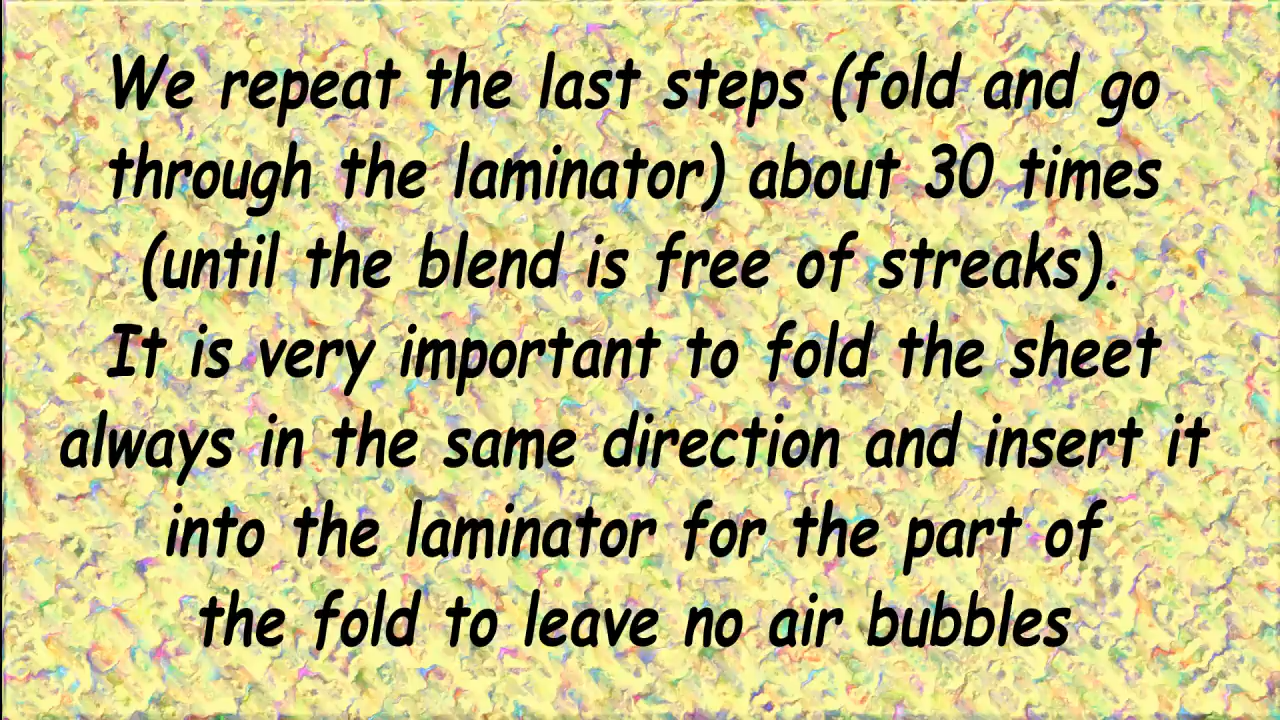 We repeat the last steps (fold and go
through the laminator) about 30 times
(until the blend is free of streaks).
It is very important to fold the sheet
always in the same direction and insert it
into the laminator for the part of
the fold to leave no air bubbles